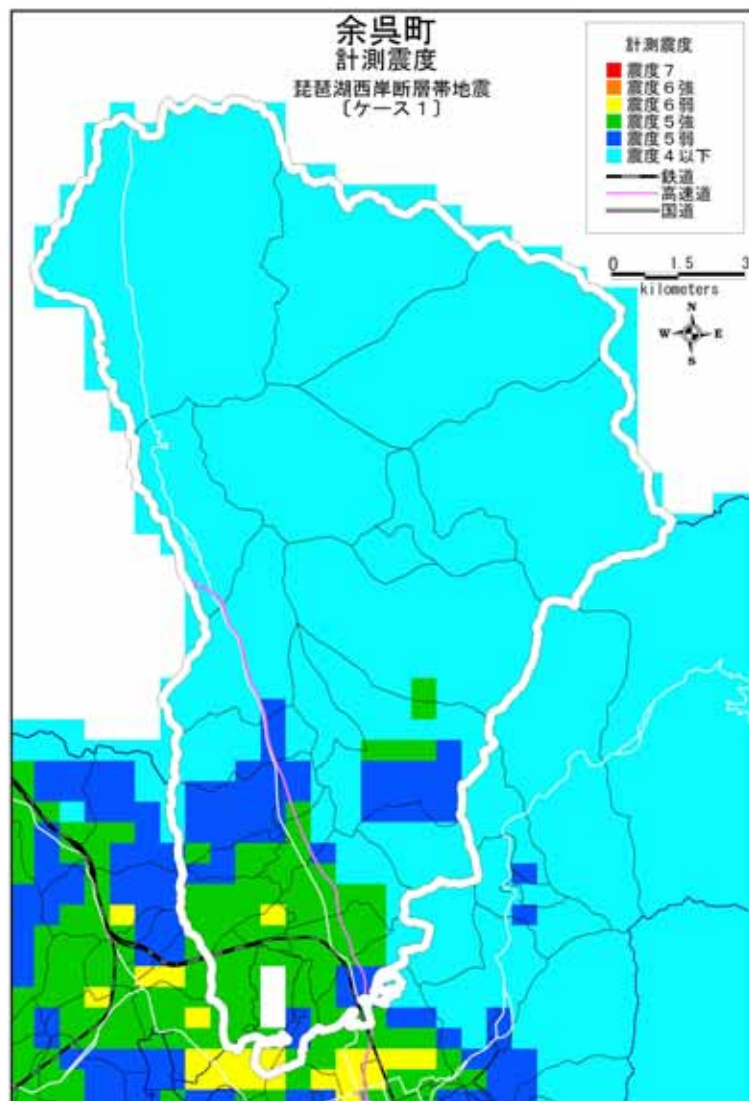 余呉町
計測震度
琵琶湖西岸断層帯地震
〔ケース1〕
計測震度
震度7
震度6強
震度6弱
震度5強
震度5弱
震度4以下
鉄道
高速道
国道
0 1.5 3
kilometers
N
W E
S